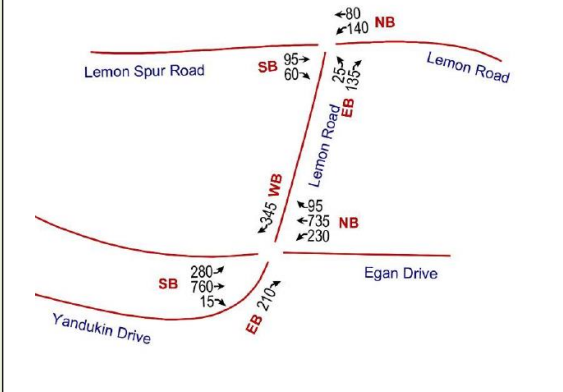 80
140
NB
Lemon Spur Road
SB
95
60
25
135
EB
Lemon Road
Lemon Road
WB
345
95
735
230
NB
280
760
15
SB
Egan Drive
EB
210
Yandukin Drive